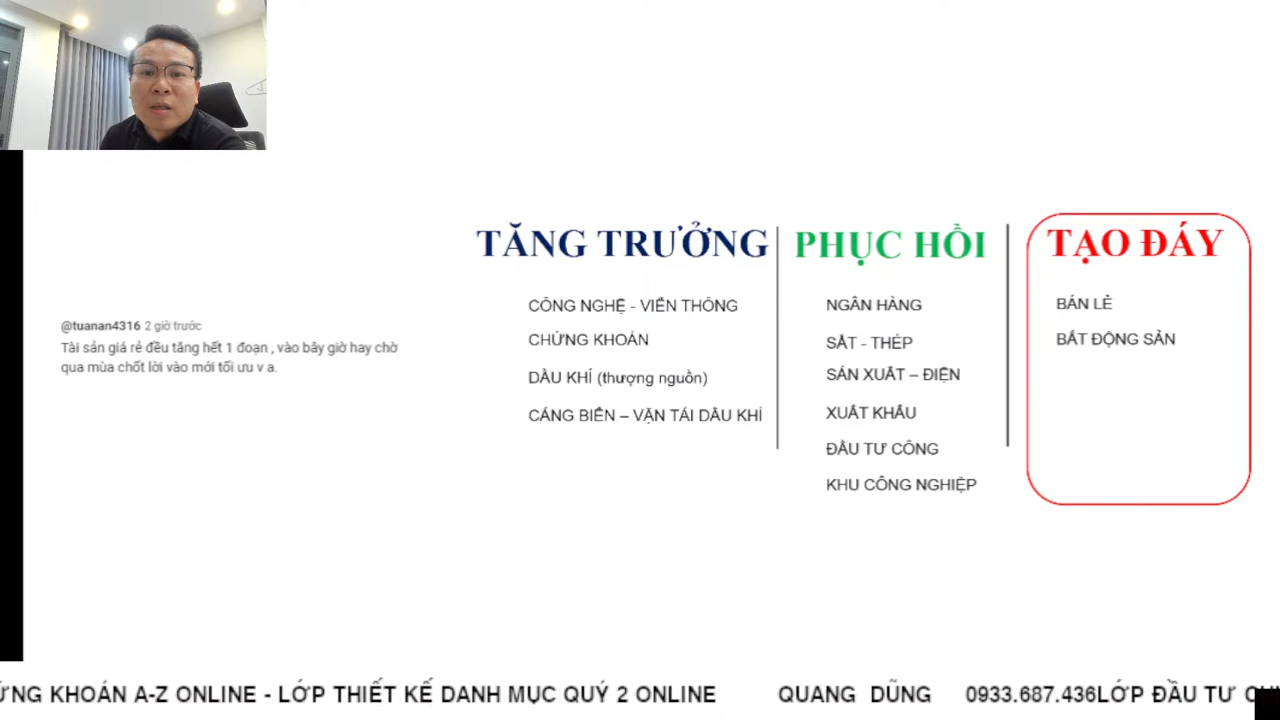 @tuanan4316 2 giờ trước
Tài sản giá rẻ đều tăng hết 1 đoạn , vào bây giờ hay chờ
qua mùa chốt lời vào mới tối ưu v a.
TĂNG TRƯỞNG
CÔNG NGHỆ - VIỄN THÔNG
CHỨNG KHOÁN
DẦU KHÍ (thượng nguồn)
CẢNG BIỂN – VẬN TẢI DẦU KHÍ
PHỤC HỒI
NGÂN HÀNG
SẮT - THÉP
SẢN XUẤT – ĐIỆN
XUẤT KHẨU
ĐẦU TƯ CÔNG
KHU CÔNG NGHIỆP
TẠO ĐÁY
BÁN LẺ
BẤT ĐỘNG SẢN
ỨNG KHOÁN A-Z ONLINE - LỚP THIẾT KẾ DANH MỤC QUÝ 2 ONLINE QUANG DŨNG 0933.687.436LỚP ĐẦU TƯ